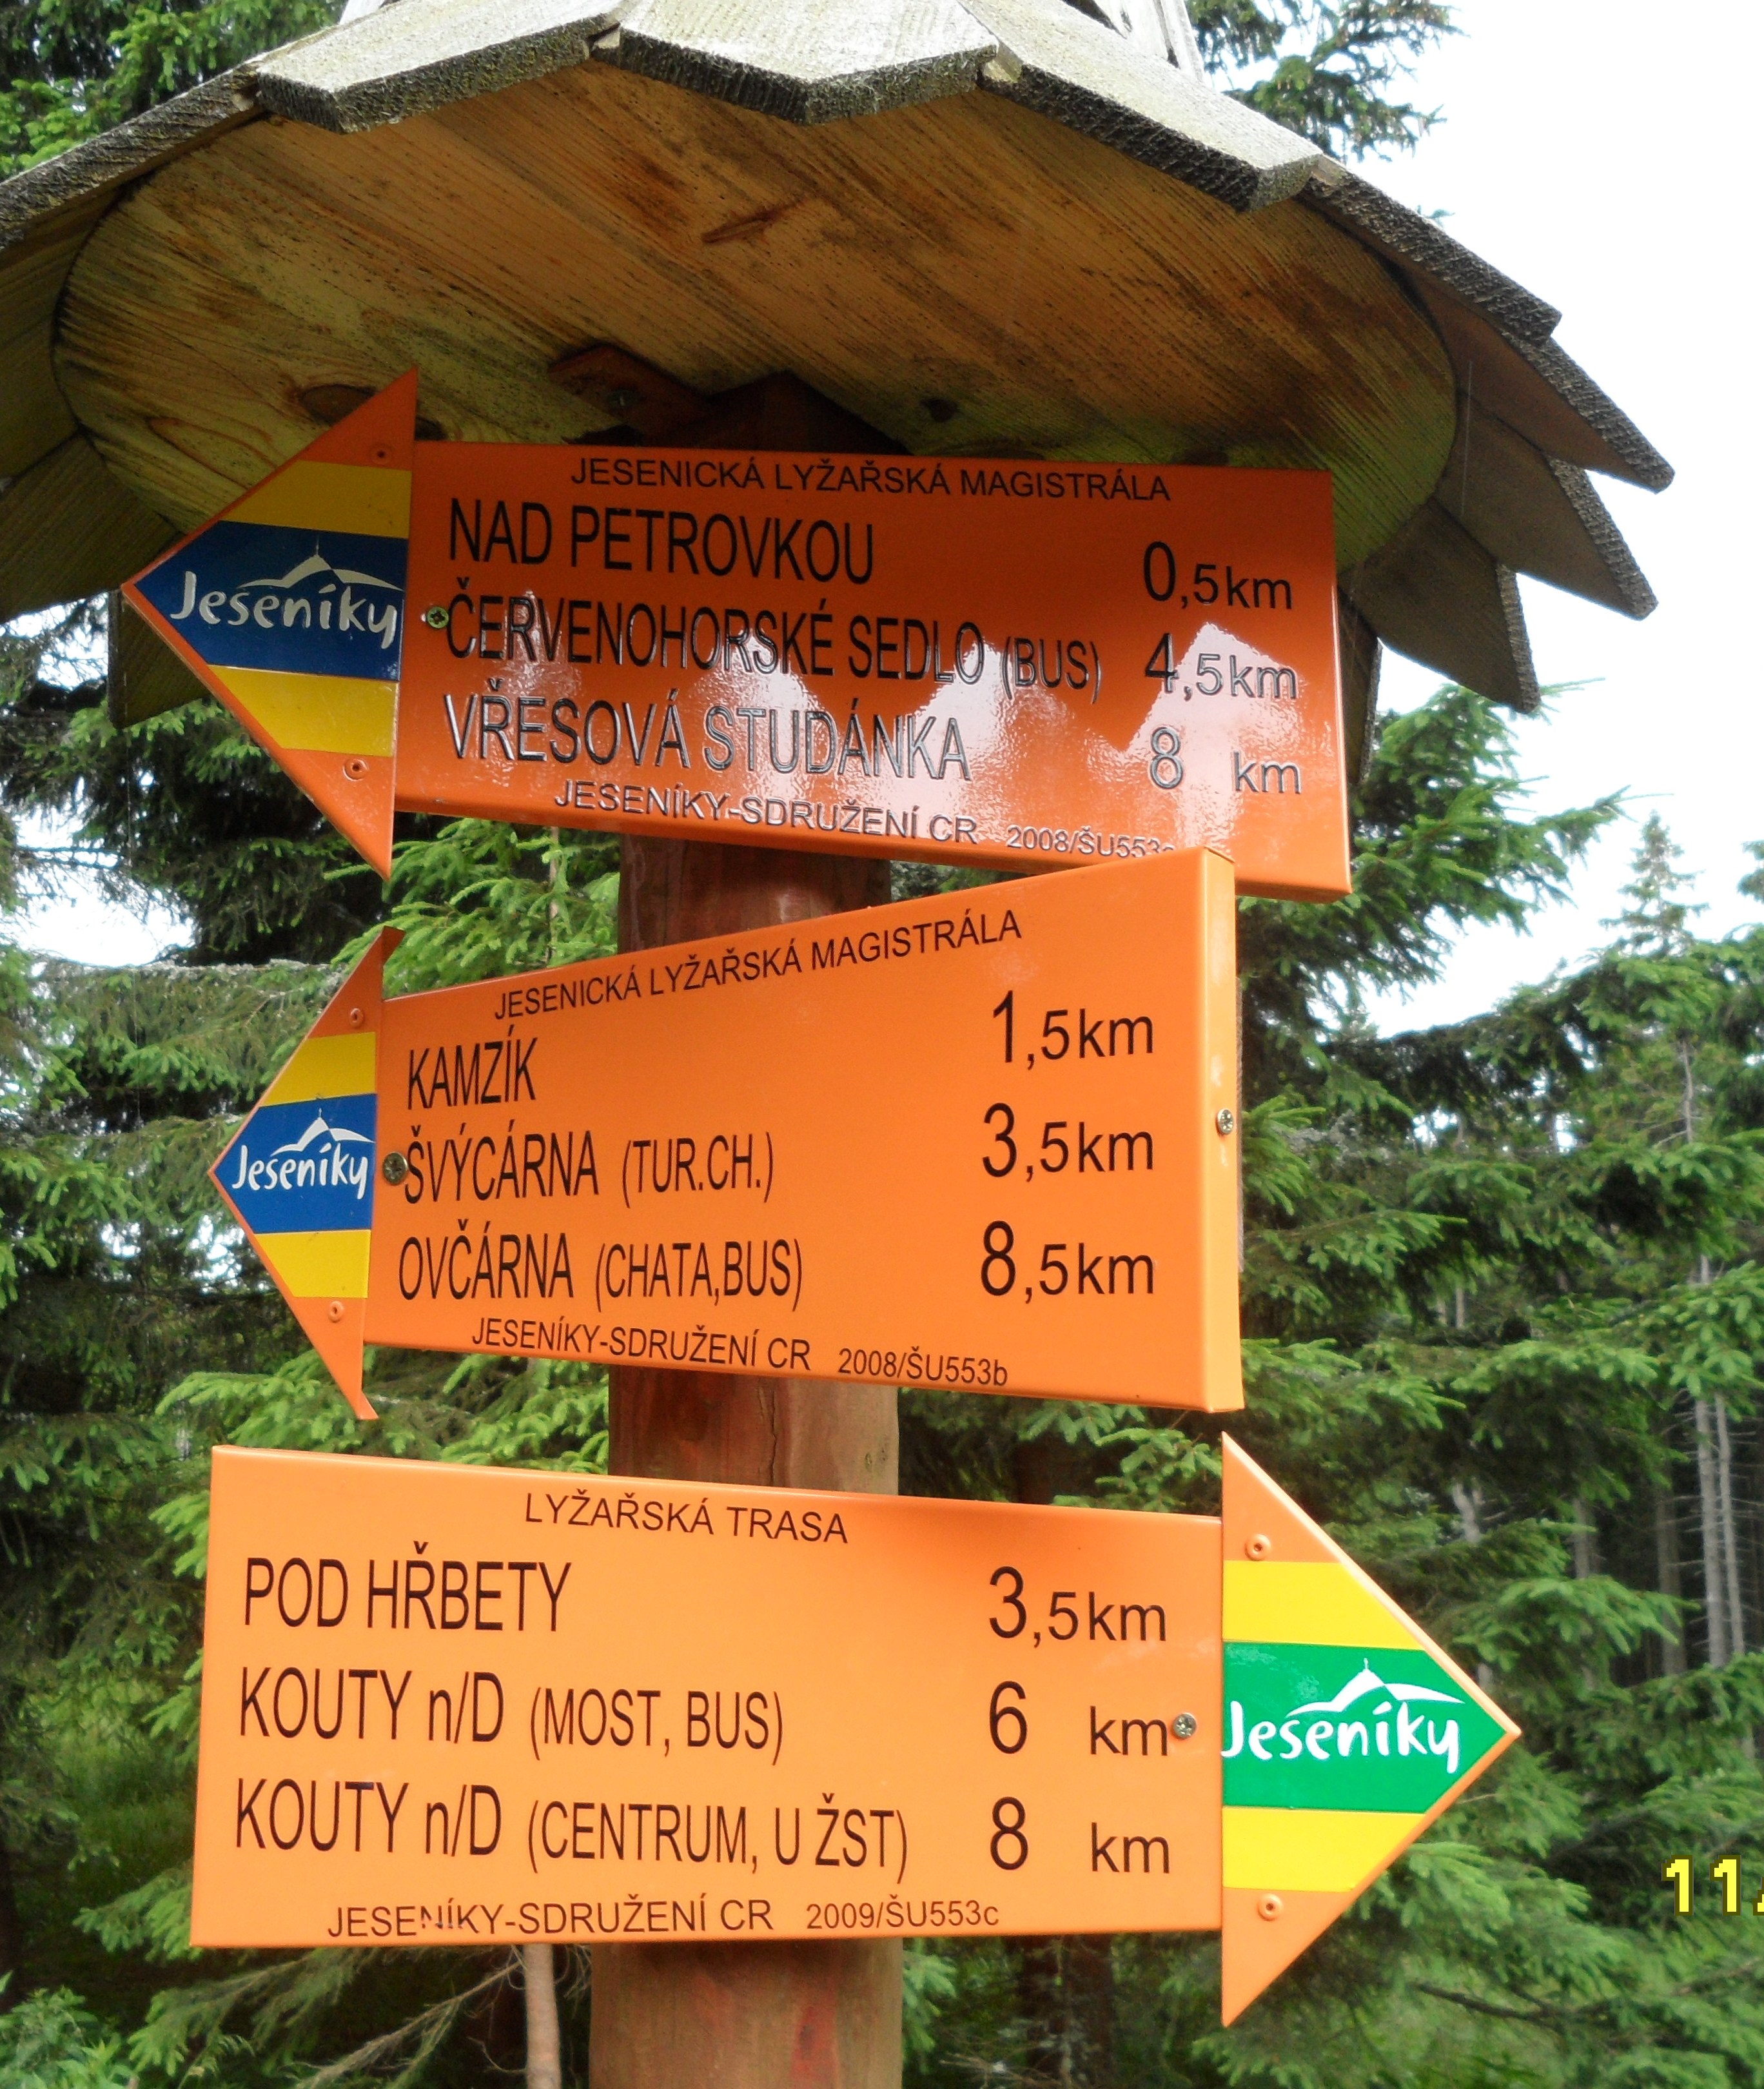 JESENICKÁ LYŽAŘSKÁ MAGISTRÁLA
Jeseníky
NAD PETROVKOU 0,5km
ČERVENOHORSKÉ SEDLO (BUS) 4,5km
VŘESOVÁ STUDÁNKA 8 km
JESENÍKY-SDRUŽENÍ CR
JESENICKÁ LYŽAŘSKÁ MAGISTRÁLA
Jeseníky
KAMZÍK 1,5km
ŠVÝCÁRNA (TUR.CH.) 3,5km
OVČÁRNA (CHATA,BUS) 8,5km
JESENÍKY-SDRUŽENÍ CR 2008/ŠU553b
LYŽAŘSKÁ TRASA
POD HŘBETY 3,5km
KOUTY n/D (MOST, BUS) 6 km
Jeseníky
KOUTY n/D (CENTRUM, U ŽST) 8 km
JESENÍKY-SDRUŽENÍ CR 2009/ŠU553c